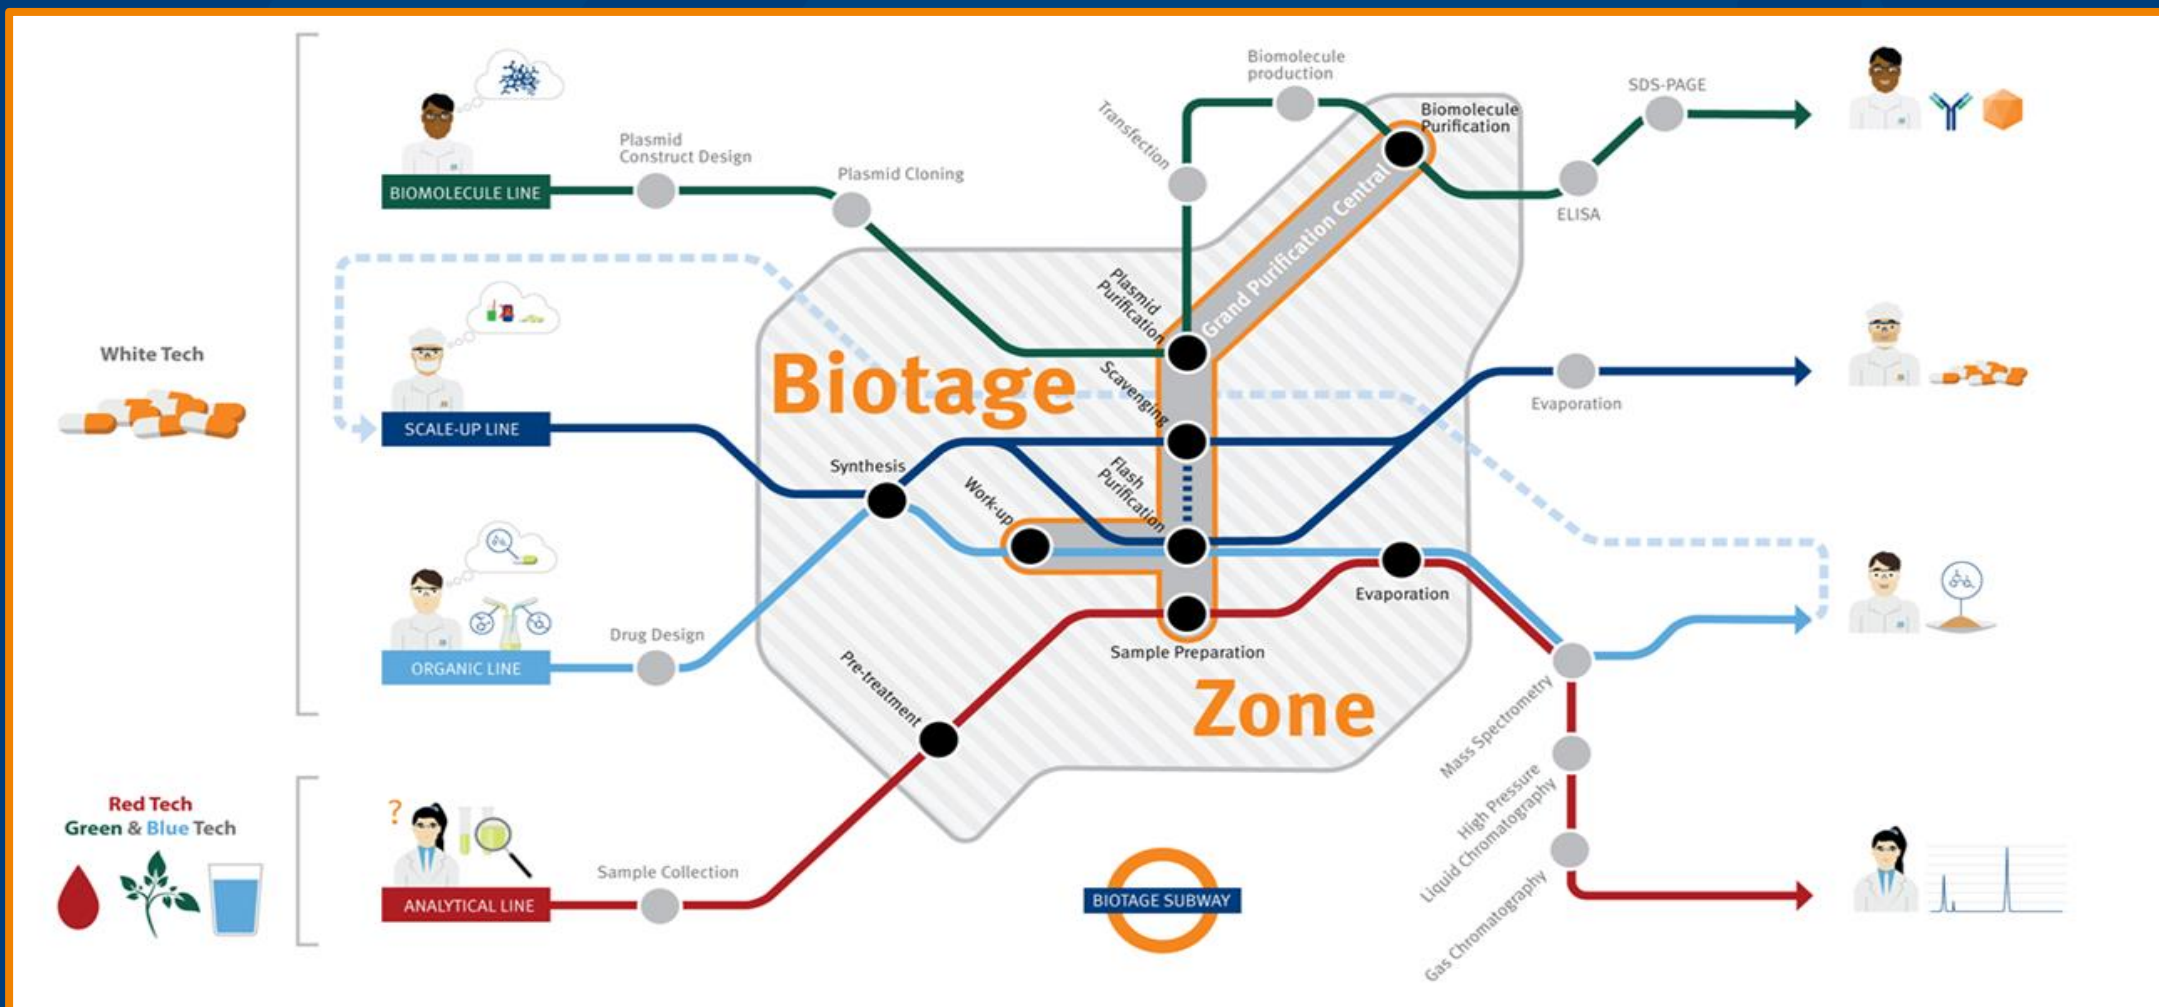 Biomolecule
production
SDS-PAGE
Biomolecule
Purification
Transfection
Plasmid
Construct Design
Plasmid Cloning
BIOMOLECULE LINE
ELISA
Grand Purification Central
Plasmid
Purification
White Tech
Biotage
Scavenging
Evaporation
SCALE-UP LINE
Synthesis
Flash
Purification
Work-up
Evaporation
Drug Design
Sample Preparation
ORGANIC LINE
Pre-treatment
Zone
Mass Spectrometry
High Pressure
Liquid Chromatography
Red Tech
Green & Blue Tech
?
Sample Collection
ANALYTICAL LINE
BIOTAGE SUBWAY
Gas Chromatography